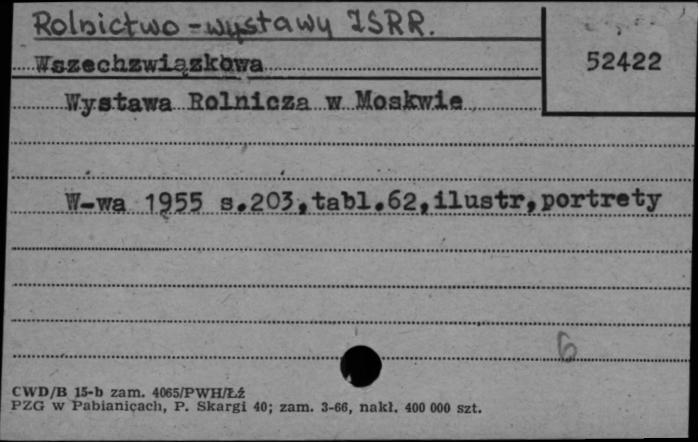 Rolnictwo - wystawy ZSRR.
Wszechzwiązkowa
52422
Wystawa Rolnicza w Moskwie
W-wa 1955 s.203,tabl.62,ilustr,portrety
6
CWD/B 15-b zam. 4065/PWH/Łź
PZG w Pabianicach, P. Skargi 40; zam. 3-66, nakł. 400 000 szt.